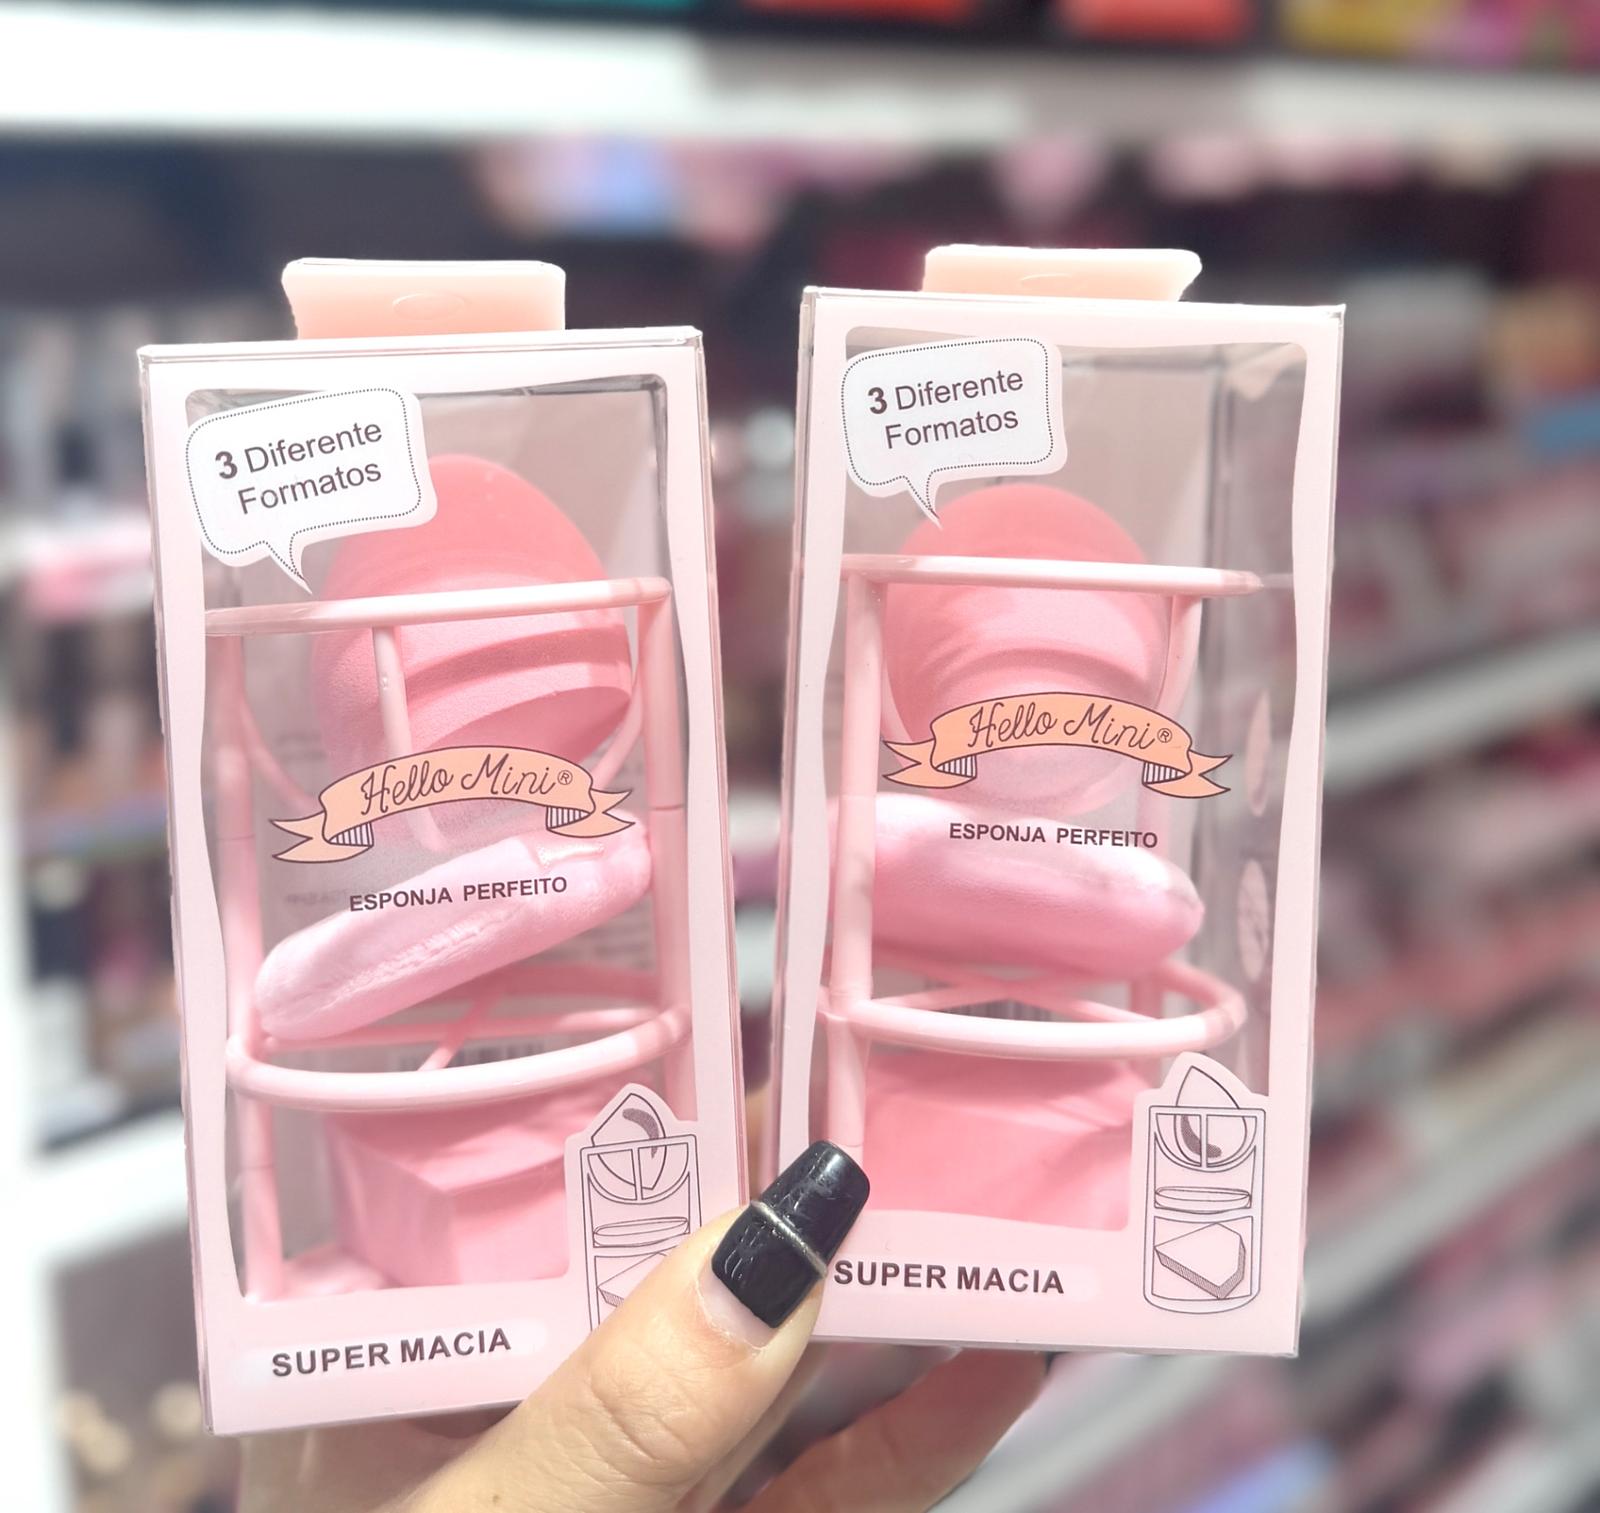 3 Diferente
Formatos
Hello Mini®
ESPONJA PERFEITO
SUPER MACIA
3 Diferente
Formatos
Hello Mini®
ESPONJA PERFEITO
SUPER MACIA